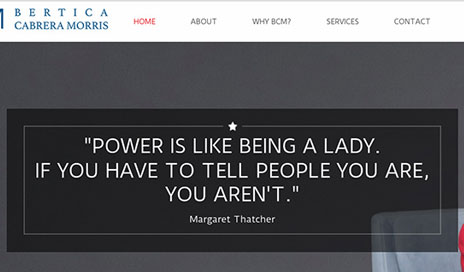 BERTICA
CABRERA MORRIS
HOME ABOUT WHY BCM? SERVICES CONTACT
"POWER IS LIKE BEING A LADY.
IF YOU HAVE TO TELL PEOPLE YOU ARE,
YOU AREN'T."
Margaret Thatcher